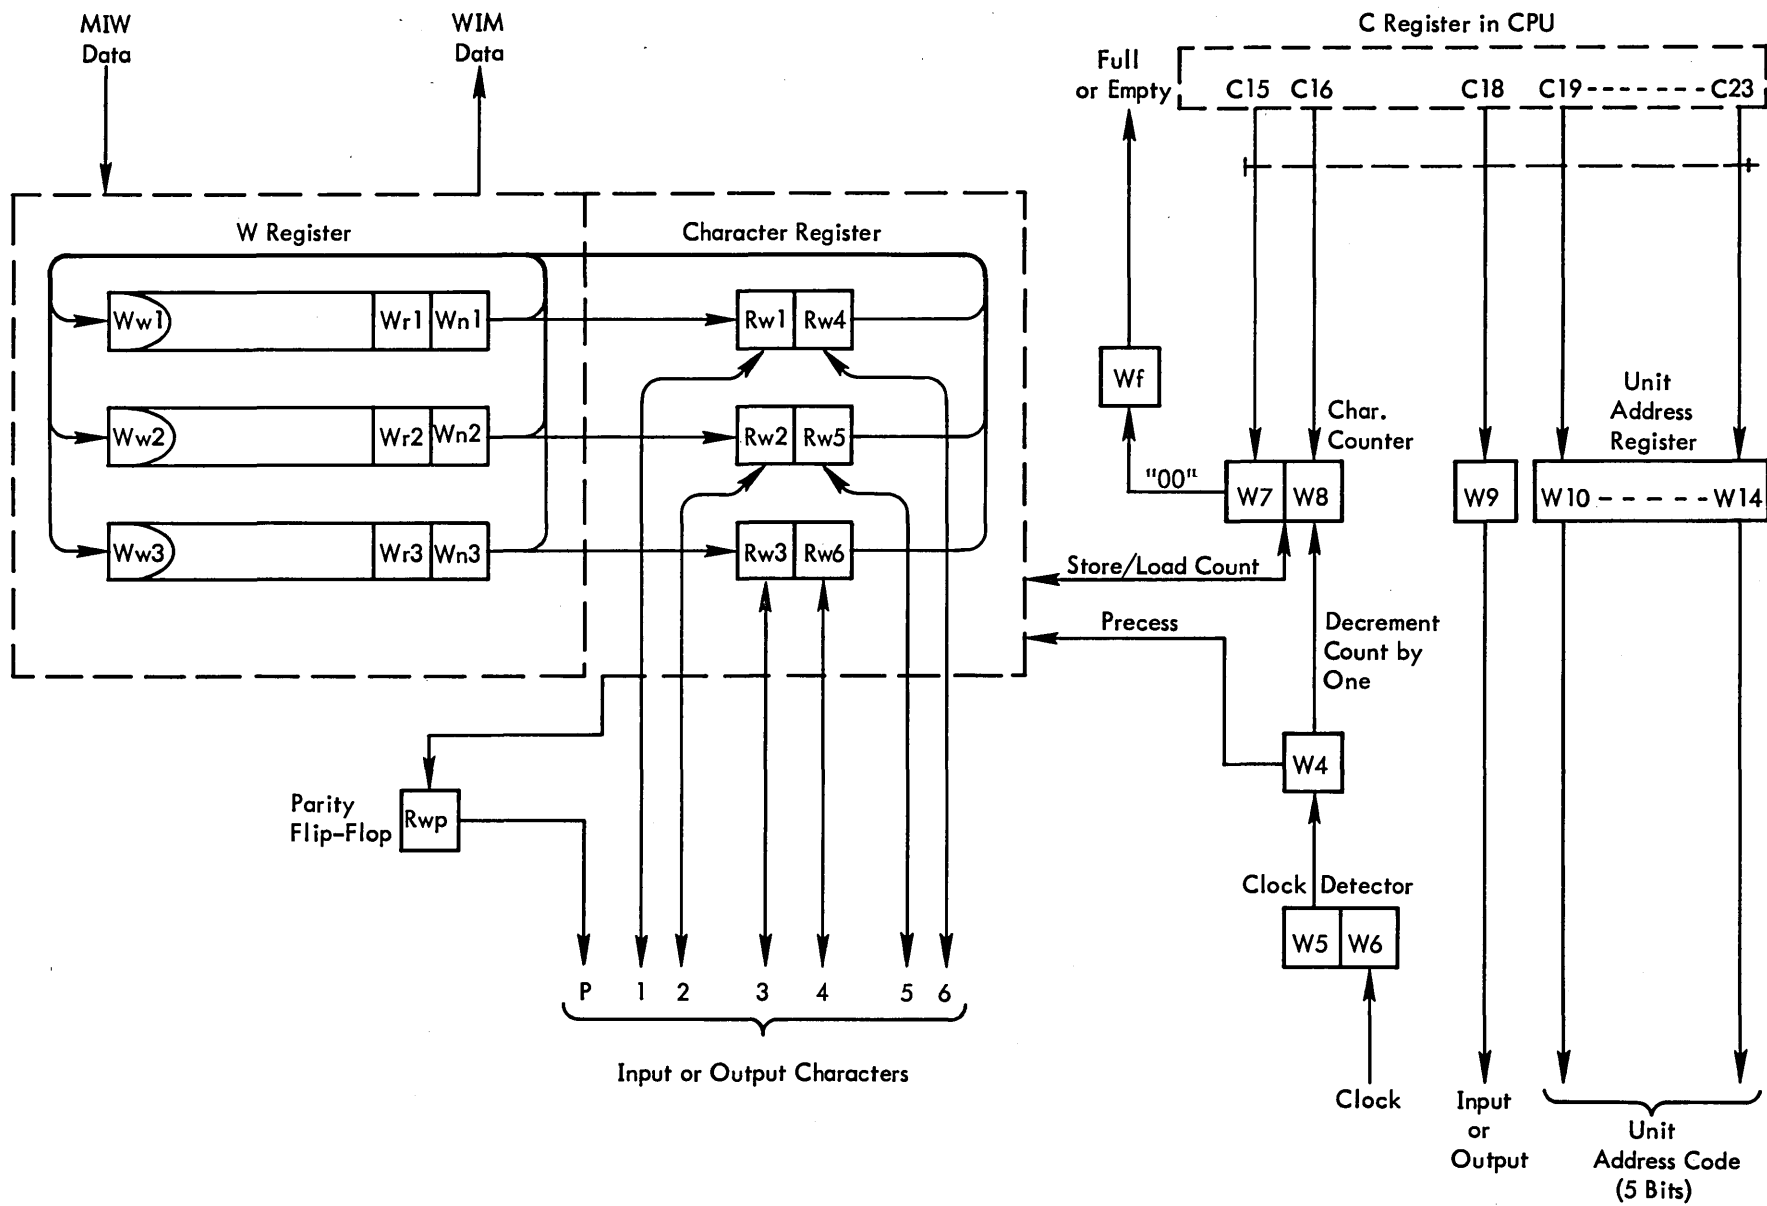 MIW
Data
WIM
Data
C Register in CPU
Full
or Empty
C15 C16 C18 C19 - - - - - - - C23
W Register
Character Register
Ww1 Wr1 Wn1
Rw1 Rw4
Ww2 Wr2 Wn2
Rw2 Rw5
Ww3 Wr3 Wn3
Rw3 Rw6
Wf
Char.
Counter
Unit
Address
Register
"00"
W7 W8
W9
W10 - - - - - W14
Store/Load Count
Precess
Decrement
Count by
One
W4
Parity
Flip-Flop
Rwp
Clock Detector
W5 W6
P 1 2 3 4 5 6
Input or Output Characters
Clock
Input
or
Output
Unit
Address Code
(5 Bits)